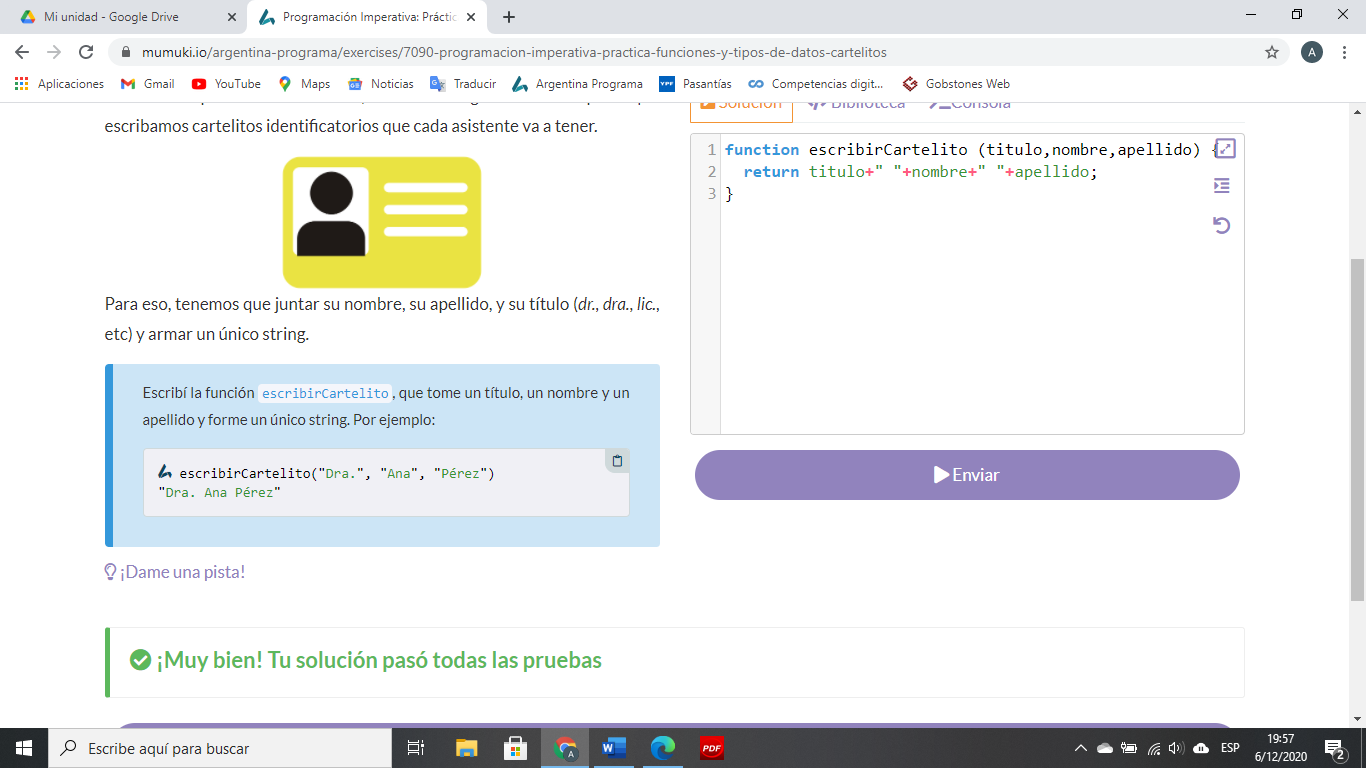 Mi unidad - Google Drive
Programación Imperativa: Práctic
mumuki.io/argentina-programa/exercises/7090-programacion-imperativa-practica-funciones-y-tipos-de-datos-cartelitos
A
Aplicaciones
Gmail
YouTube
Maps
Noticias
Traducir
Argentina Programa
YPF Pasantías
Competencias digit...
Gobstones Web
escribamos cartelitos identificatorios que cada asistente va a tener.
Para eso, tenemos que juntar su nombre, su apellido, y su título (dr., dra., lic.,
etc) y armar un único string.
Escribí la función escribirCartelito, que tome un título, un nombre y un
apellido y forme un único string. Por ejemplo:
escribirCartelito("Dra.", "Ana", "Pérez")
"Dra. Ana Pérez"
¡Dame una pista!
Solución
Biblioteca
Consola
1 function escribirCartelito (titulo,nombre,apellido) {
2 return titulo+" "+nombre+" "+apellido;
3 }
Enviar
¡Muy bien! Tu solución pasó todas las pruebas
Escribe aquí para buscar
A
W
PDF
ESP
19:57
6/12/2020
2